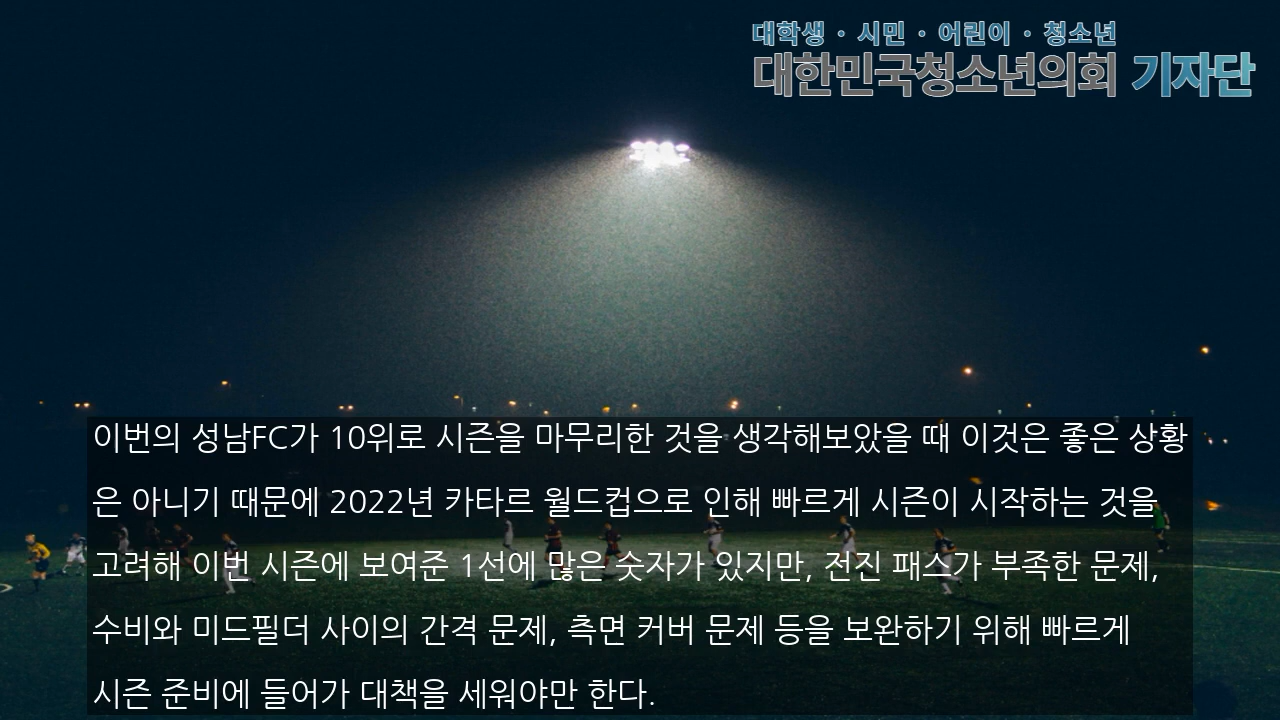 대학생 · 시민 · 어린이 · 청소년
대한민국청소년의회 기자단
이번의 성남FC가 10위로 시즌을 마무리한 것을 생각해보았을 때 이것은 좋은 상황
은 아니기 때문에 2022년 카타르 월드컵으로 인해 빠르게 시즌이 시작하는 것을
고려해 이번 시즌에 보여준 1선에 많은 숫자가 있지만, 전진 패스가 부족한 문제,
수비와 미드필더 사이의 간격 문제, 측면 커버 문제 등을 보완하기 위해 빠르게
시즌 준비에 들어가 대책을 세워야만 한다.